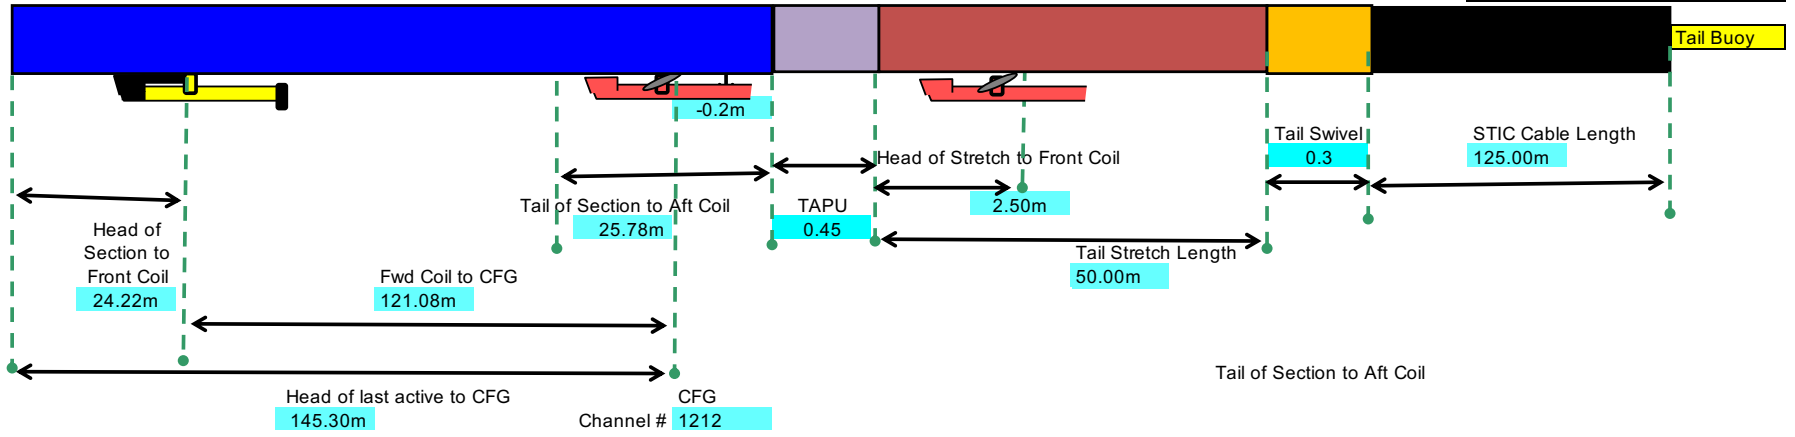 Tail Buoy
-0.2m
Tail Swivel
0.3
STIC Cable Length
125.00m
Head of Stretch to Front Coil
2.50m
Tail of Section to Aft Coil
25.78m
TAPU
0.45
Head of
Section to
Front Coil
24.22m
Tail Stretch Length
50.00m
Fwd Coil to CFG
121.08m
Tail of Section to Aft Coil
Head of last active to CFG
145.30m
CFG
Channel # 1212